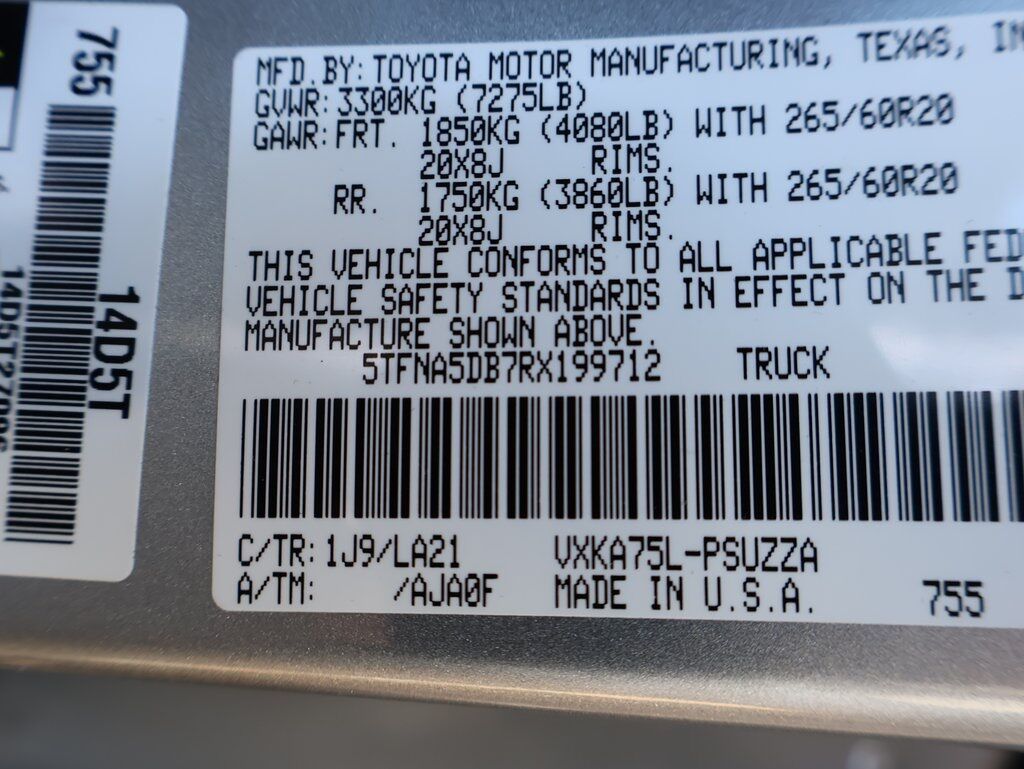 755
14D5T
MFD.BY:TOYOTA MOTOR MANUFACTURING, TEXAS,
GVWR:3300KG (7275LB)
GAWR:FRT. 1850KG (4080LB) WITH 265/60R20
20X8J RIMS.
RR. 1750KG (3860LB) WITH 265/60R20
20X8J RIMS.
THIS VEHICLE CONFORMS TO ALL APPLICABLE FED
VEHICLE SAFETY STANDARDS IN EFFECT ON THE D
MANUFACTURE SHOWN ABOVE.
5TFNA5DB7RX199712 TRUCK
C/TR:1J9/LA21 VXKA75L-PSUZZA
A/TM: /AJA0F MADE IN U.S.A. 755